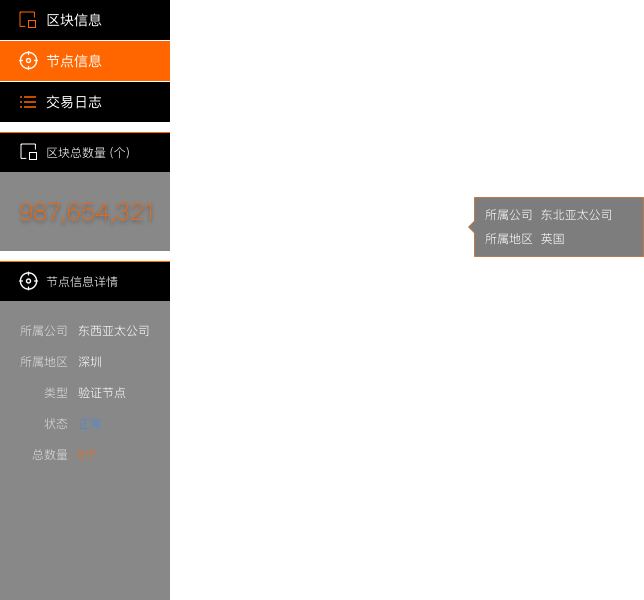 区块信息
节点信息
交易日志
区块总数量 (个)
987,654,321
所属公司 东北亚太公司
所属地区 英国
节点信息详情
所属公司 东西亚太公司
所属地区 深圳
类型 验证节点
状态 正常
总数量